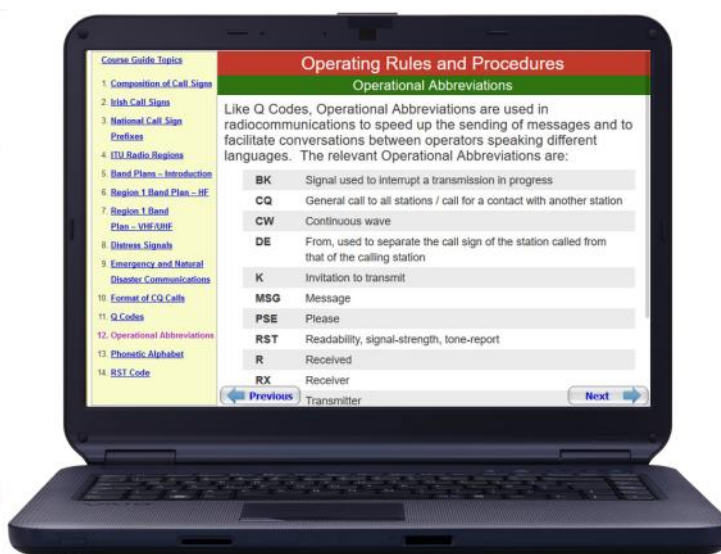 Course Guide Topics
1. Composition of Call Signs
2. Irish Call Signs
3. National Call Sign
Prefixes
4. ITU Radio Regions
5. Band Plans – Introduction
6. Region 1 Band Plan – HF
7. Region 1 Band
Plan – VHF/UHF
8. Distress Signals
9. Emergency and Natural
Disaster Communications
10. Format of CQ Calls
11. Q Codes
12. Operational Abbreviations
13. Phonetic Alphabet
14. RST Code
Operating Rules and Procedures
Operational Abbreviations
Like Q Codes, Operational Abbreviations are used in
radiocommunications to speed up the sending of messages and to
facilitate conversations between operators speaking different
languages. The relevant Operational Abbreviations are:
BK Signal used to interrupt a transmission in progress
CQ General call to all stations / call for a contact with another station
CW Continuous wave
DE From, used to separate the call sign of the station called from
that of the calling station
K Invitation to transmit
MSG Message
PSE Please
RST Readability, signal-strength, tone-report
R Received
RX Receiver
Transmitter
Previous
Next